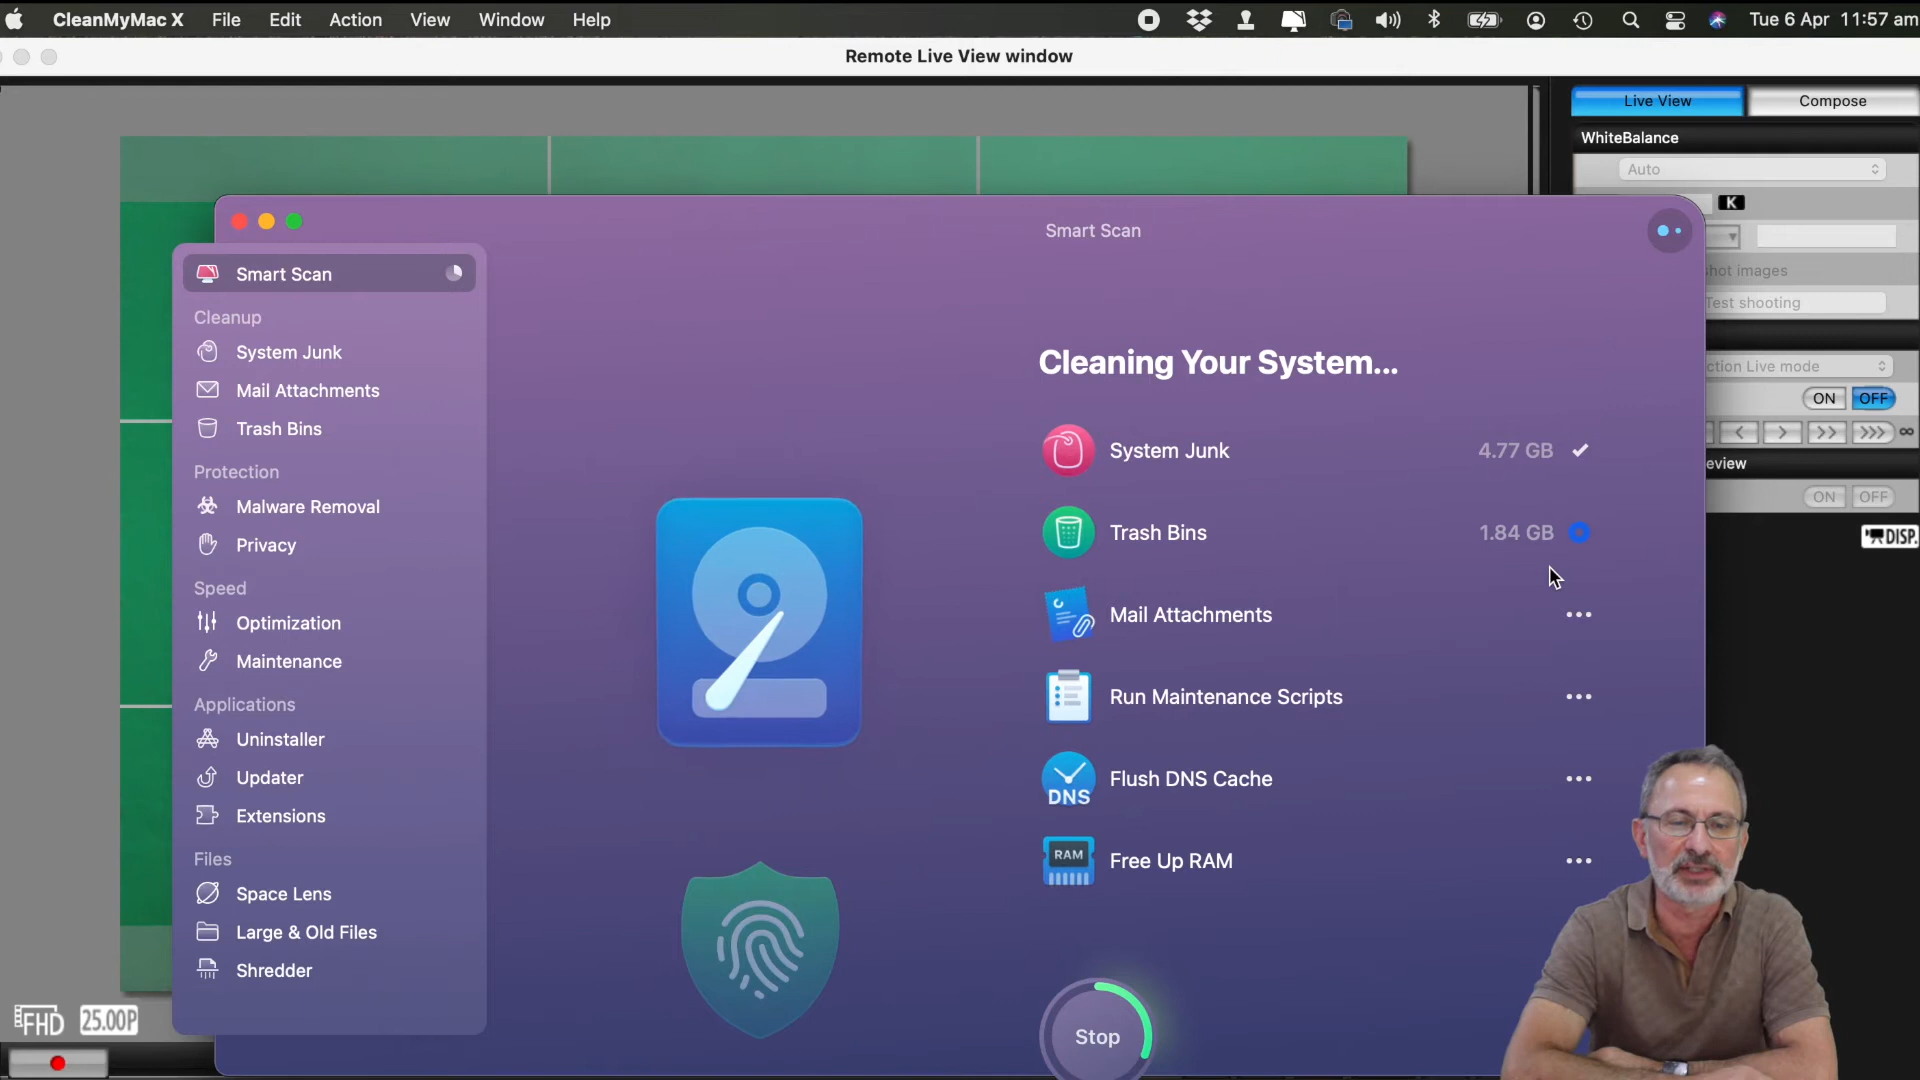 CleanMyMac X File Edit Action View Window Help Tue 6 Apr 11:57 am
Remote Live View window
Live View Compose
WhiteBalance
Auto
K
hot images
Test shooting
ction Live mode
ON OFF
< > >> >>> ∞
eview
ON OFF
DISP.
Smart Scan
Smart Scan
Cleanup
System Junk
Mail Attachments
Trash Bins
Protection
Malware Removal
Privacy
Speed
Optimization
Maintenance
Applications
Uninstaller
Updater
Extensions
Files
Space Lens
Large & Old Files
Shredder
Cleaning Your System...
System Junk 4.77 GB
Trash Bins 1.84 GB
Mail Attachments ...
Run Maintenance Scripts ...
DNS Flush DNS Cache ...
RAM Free Up RAM ...
Stop
FHD 25.00P